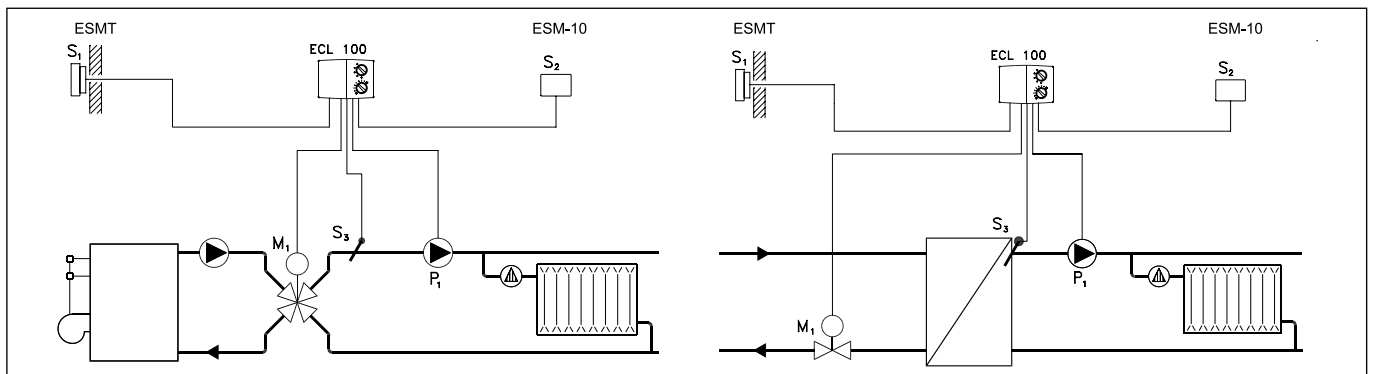 ESMT
ESM-10
S₁
ECL 100
S₂
M₁
S₃
P₁
ESMT
ESM-10
S₁
ECL 100
S₂
S₃
M₁
P₁